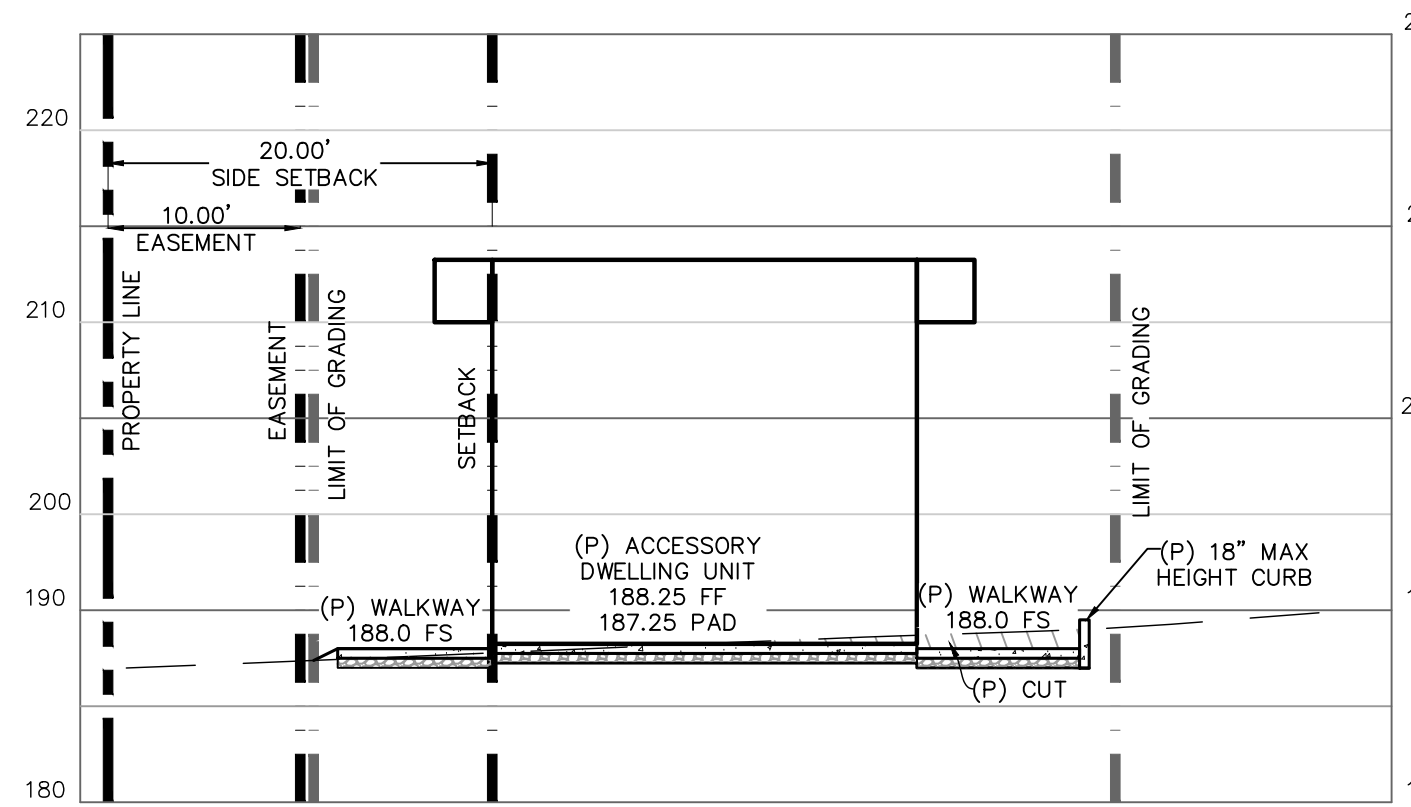 220
20.00’
SIDE SETBACK
10.00’
EASEMENT
210
PROPERTY LINE
EASEMENT
LIMIT OF GRADING
SETBACK
LIMIT OF GRADING
200
(P) ACCESSORY
DWELLING UNIT
188.25 FF
187.25 PAD
(P) 18” MAX
HEIGHT CURB
190
(P) WALKWAY
188.0 FS
(P) WALKWAY
188.0 FS
(P) CUT
180